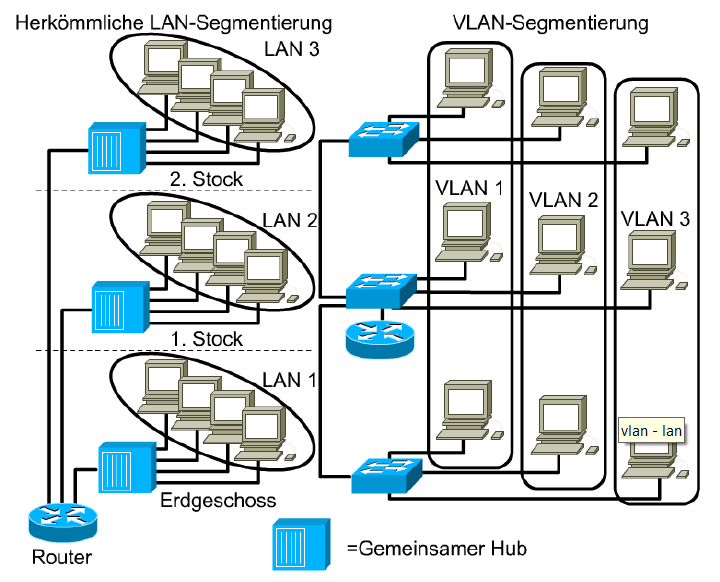 Herkömmliche LAN-Segmentierung
VLAN-Segmentierung
LAN 3
2. Stock
LAN 2
VLAN 1
VLAN 2
VLAN 3
1. Stock
LAN 1
vlan - lan
Erdgeschoss
Router
=Gemeinsamer Hub